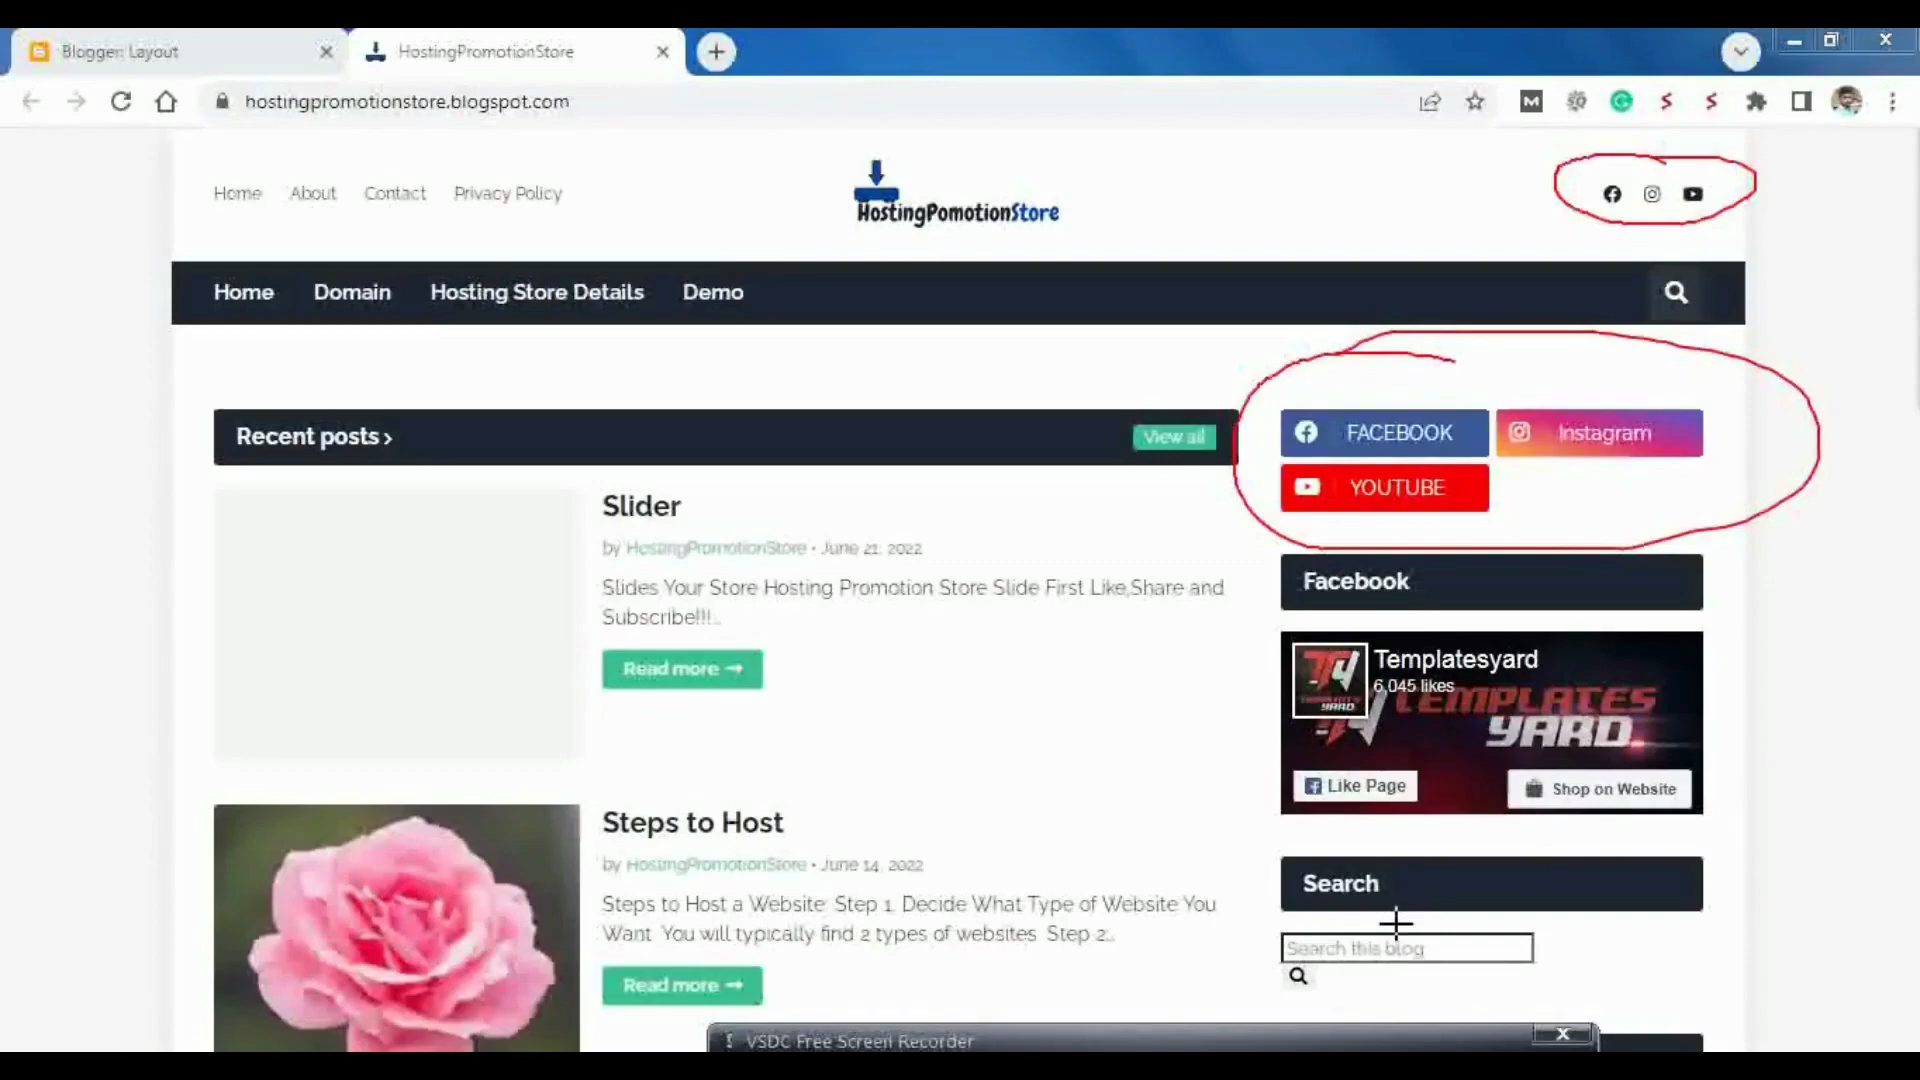 Blogger: Layout
HostingPromotionStore
hostingpromotionstore.blogspot.com
Home About Contact Privacy Policy
HostingPomotionStore
Home Domain Hosting Store Details Demo
Recent posts
View all
FACEBOOK
Instagram
YOUTUBE
Slider
by HostingPromotionStore • June 21, 2022
Slides Your Store Hosting Promotion Store Slide First Like,Share and
Subscribe!!!…
Read more
Facebook
Templatesyard
6,045 likes
TEMPLATES
YARD
Like Page
Shop on Website
Steps to Host
by HostingPromotionStore • June 14, 2022
Steps to Host a Website: Step 1. Decide What Type of Website You
Want You will typically find 2 types of websites: Step 2…
Read more
Search
Search this blog
VSDC Free Screen Recorder